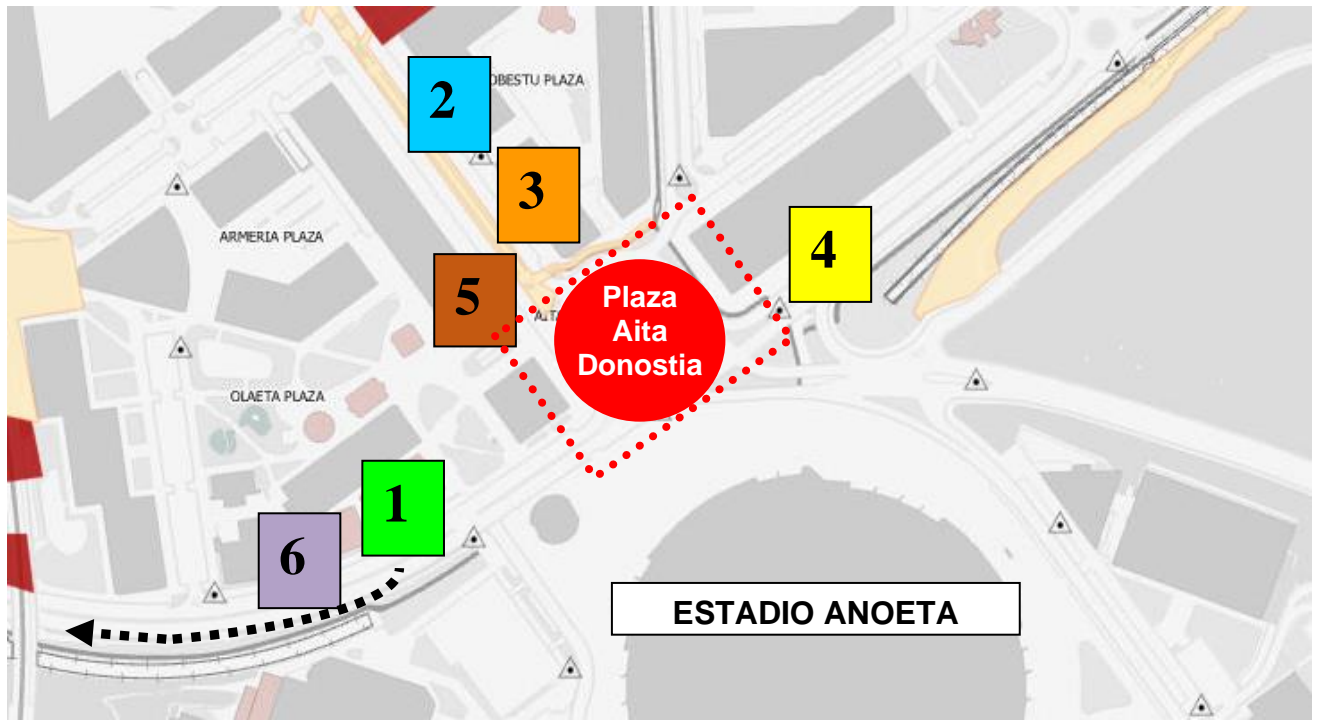 OBESTU PLAZA
2
3
ARMERIA PLAZA
4
5
Plaza
Aita
Donostia
OLAETA PLAZA
1
6
ESTADIO ANOETA